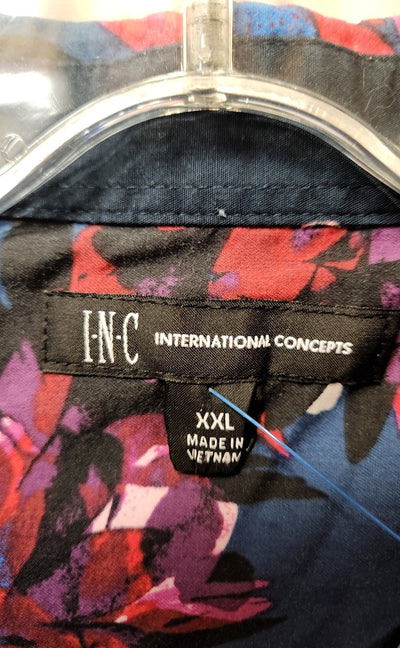 I·N·C INTERNATIONAL CONCEPTS
XXL
MADE IN
VIETNAM